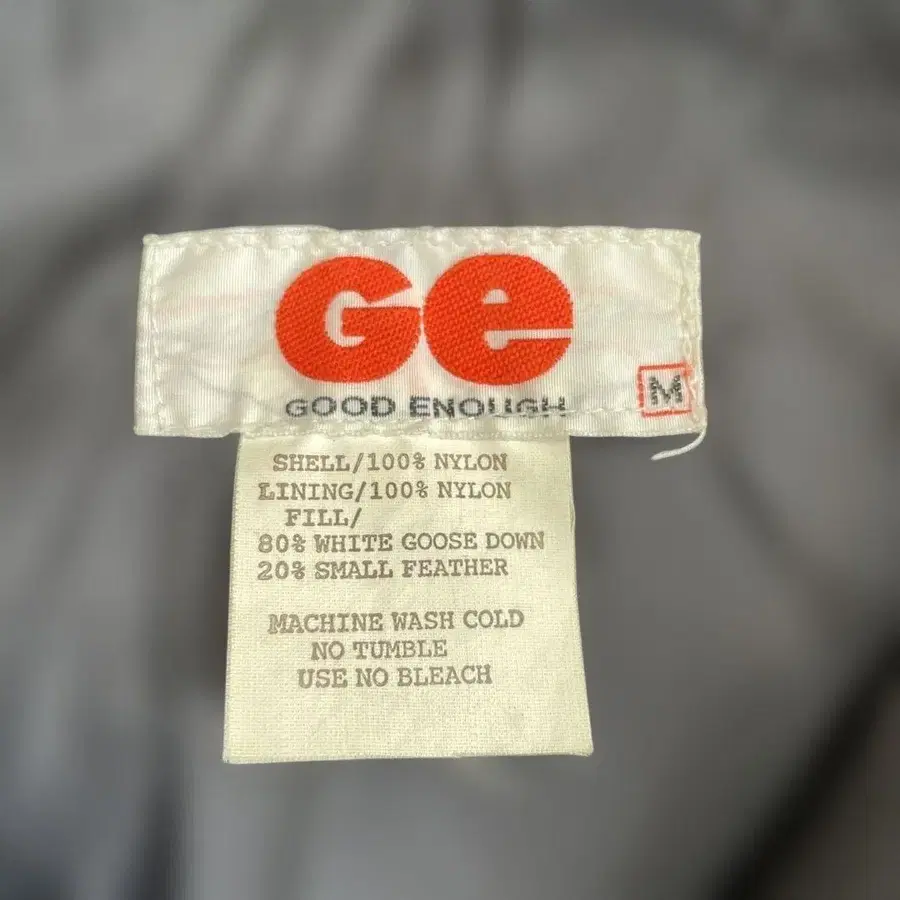 Ge
GOOD ENOUGH
M
SHELL/100% NYLON
LINING/100% NYLON
FILL/
80% WHITE GOOSE DOWN
20% SMALL FEATHER
MACHINE WASH COLD
NO TUMBLE
USE NO BLEACH